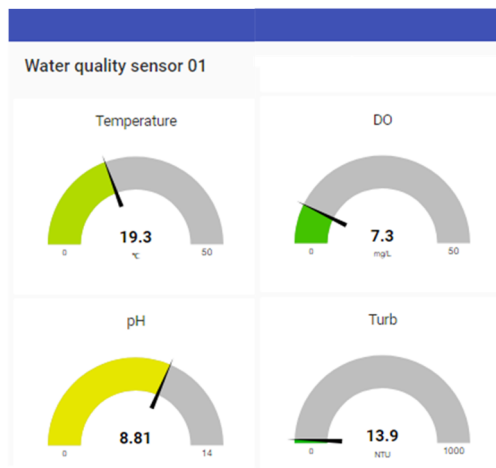 Water quality sensor 01
Temperature
19.3
℃
0
50
DO
7.3
mg/L
0
50
pH
8.81
0
14
Turb
13.9
NTU
0
1000